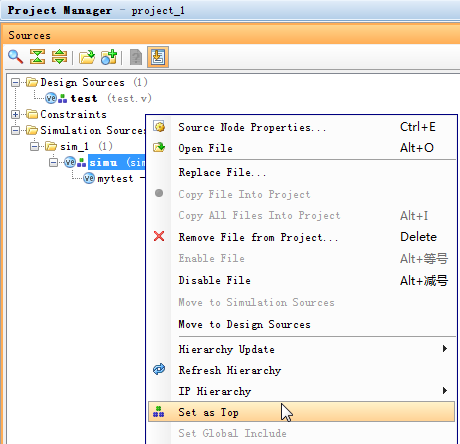 Project Manager - project_1
Sources
Design Sources (1)
test (test.v)
Constraints
Simulation Sources
sim_1 (1)
simu (sim
mytest -
Source Node Properties... Ctrl+E
Open File Alt+O
Replace File...
Copy File Into Project
Copy All Files Into Project Alt+I
Remove File from Project... Delete
Enable File Alt+等号
Disable File Alt+减号
Move to Simulation Sources
Move to Design Sources
Hierarchy Update
Refresh Hierarchy
IP Hierarchy
Set as Top
Set Global Include